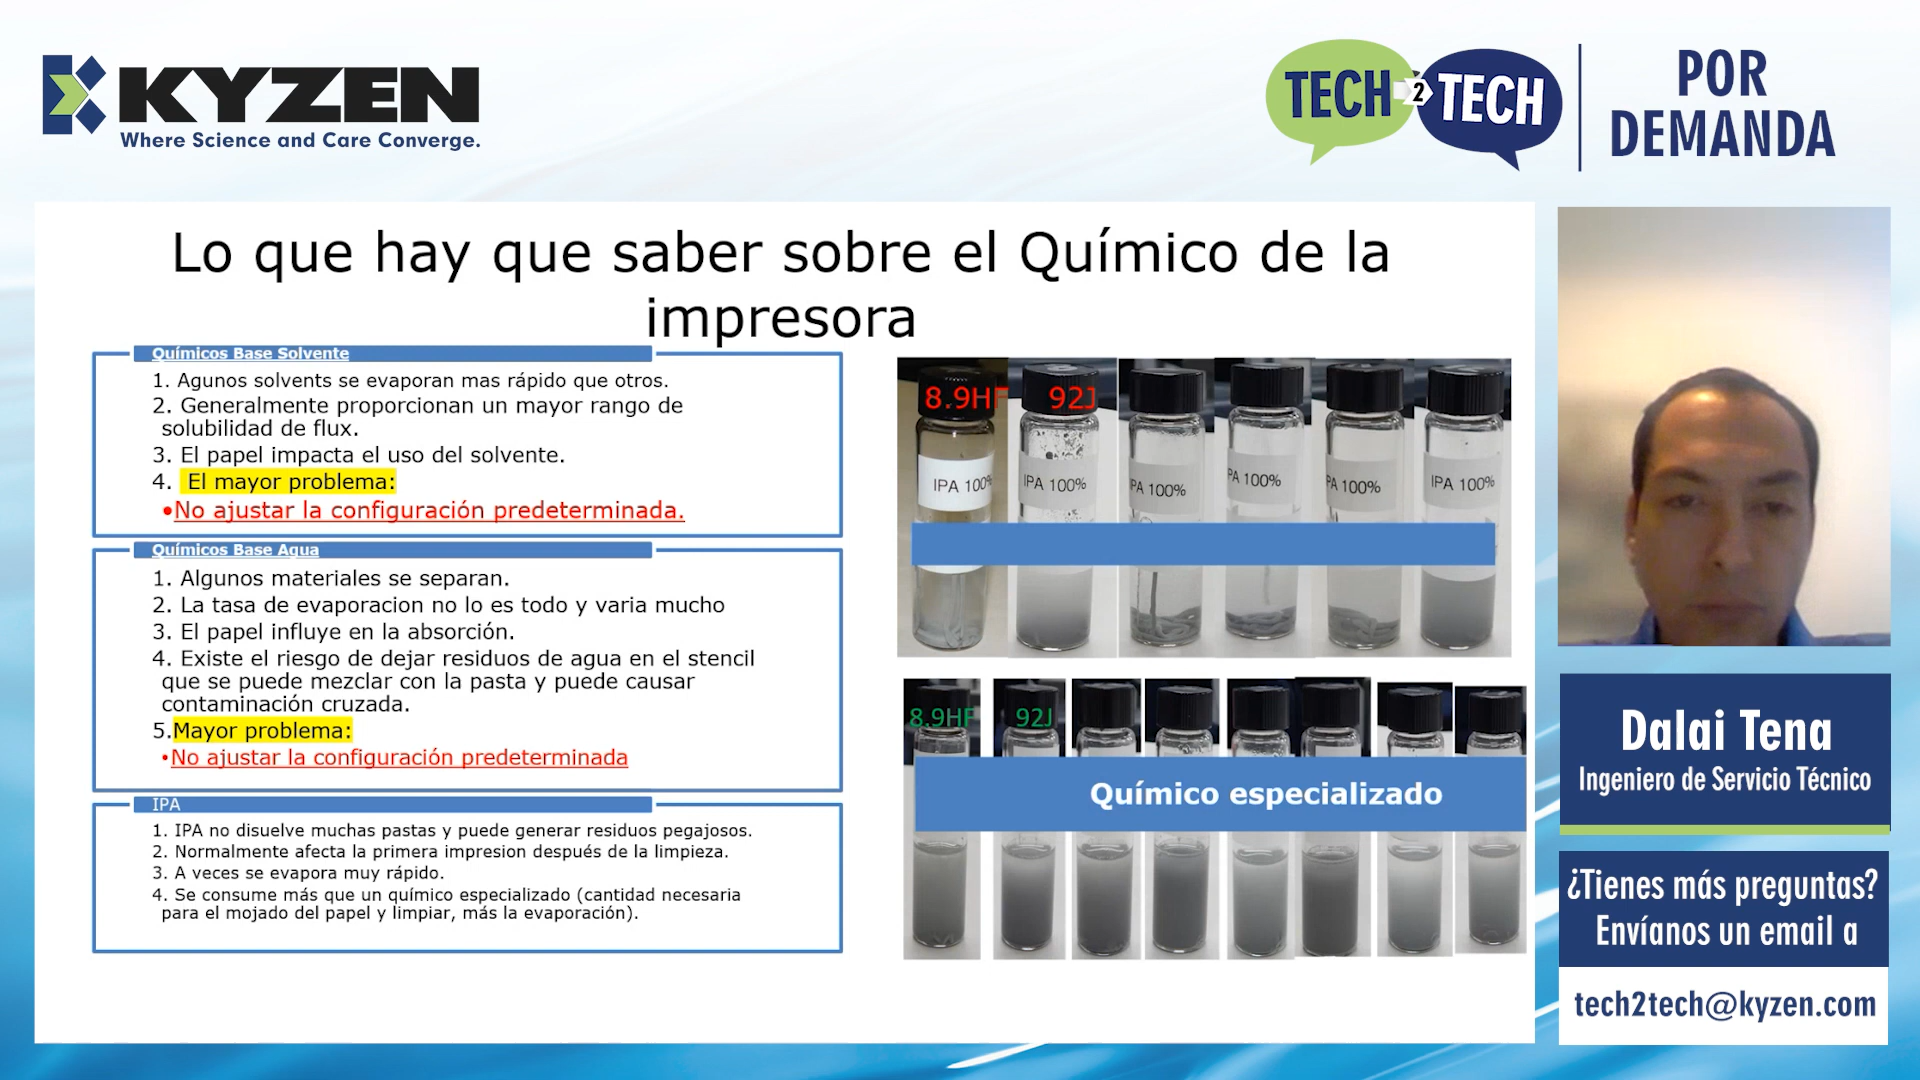 KYZEN
Where Science and Care Converge.
TECH 2 TECH
POR
DEMANDA
Lo que hay que saber sobre el Químico de la
impresora
Químicos Base Solvente
1. Agunos solvents se evaporan mas rápido que otros.
2. Generalmente proporcionan un mayor rango de
solubilidad de flux.
3. El papel impacta el uso del solvente.
4. El mayor problema:
•No ajustar la configuración predeterminada.
Químicos Base Agua
1. Algunos materiales se separan.
2. La tasa de evaporacion no lo es todo y varia mucho
3. El papel influye en la absorción.
4. Existe el riesgo de dejar residuos de agua en el stencil
que se puede mezclar con la pasta y puede causar
contaminación cruzada.
5.Mayor problema:
•No ajustar la configuración predeterminada
IPA
1. IPA no disuelve muchas pastas y puede generar residuos pegajosos.
2. Normalmente afecta la primera impresion después de la limpieza.
3. A veces se evapora muy rápido.
4. Se consume más que un químico especializado (cantidad necesaria
para el mojado del papel y limpiar, más la evaporación).
8.9HF 92J
IPA 100% IPA 100% PA 100% PA 100% PA 100% IPA 100%
8.9HF 92J
Químico especializado
Dalai Tena
Ingeniero de Servicio Técnico
¿Tienes más preguntas?
Envíanos un email a
tech2tech@kyzen.com